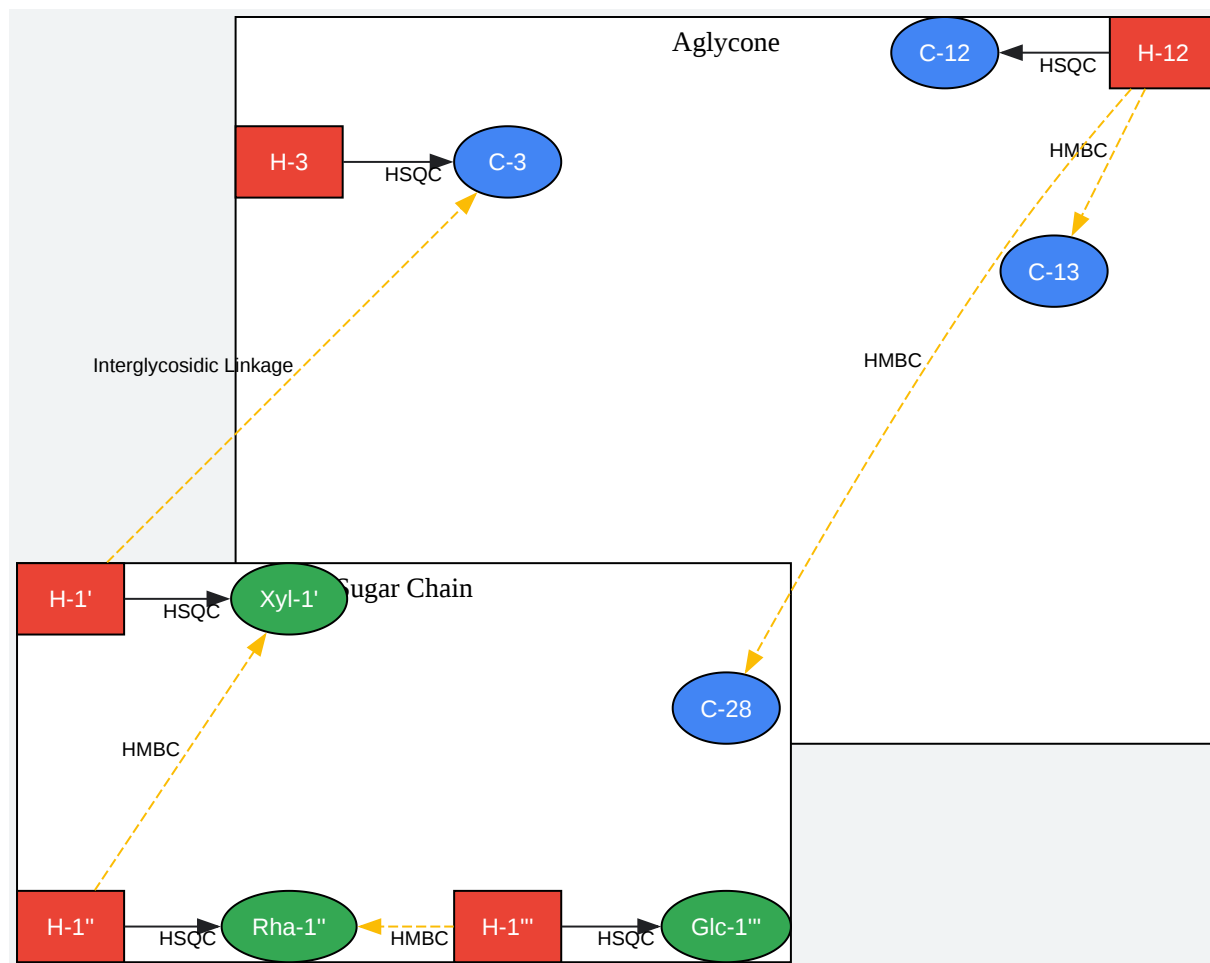 Aglycone
C-12
HSQC
H-12
H-3
HSQC
C-3
HMBC
C-13
HMBC
Interglycosidic Linkage
H-1'
HSQC
Xyl-1'
Sugar Chain
C-28
HMBC
H-1''
HSQC
Rha-1''
HMBC
H-1'''
HSQC
Glc-1'''